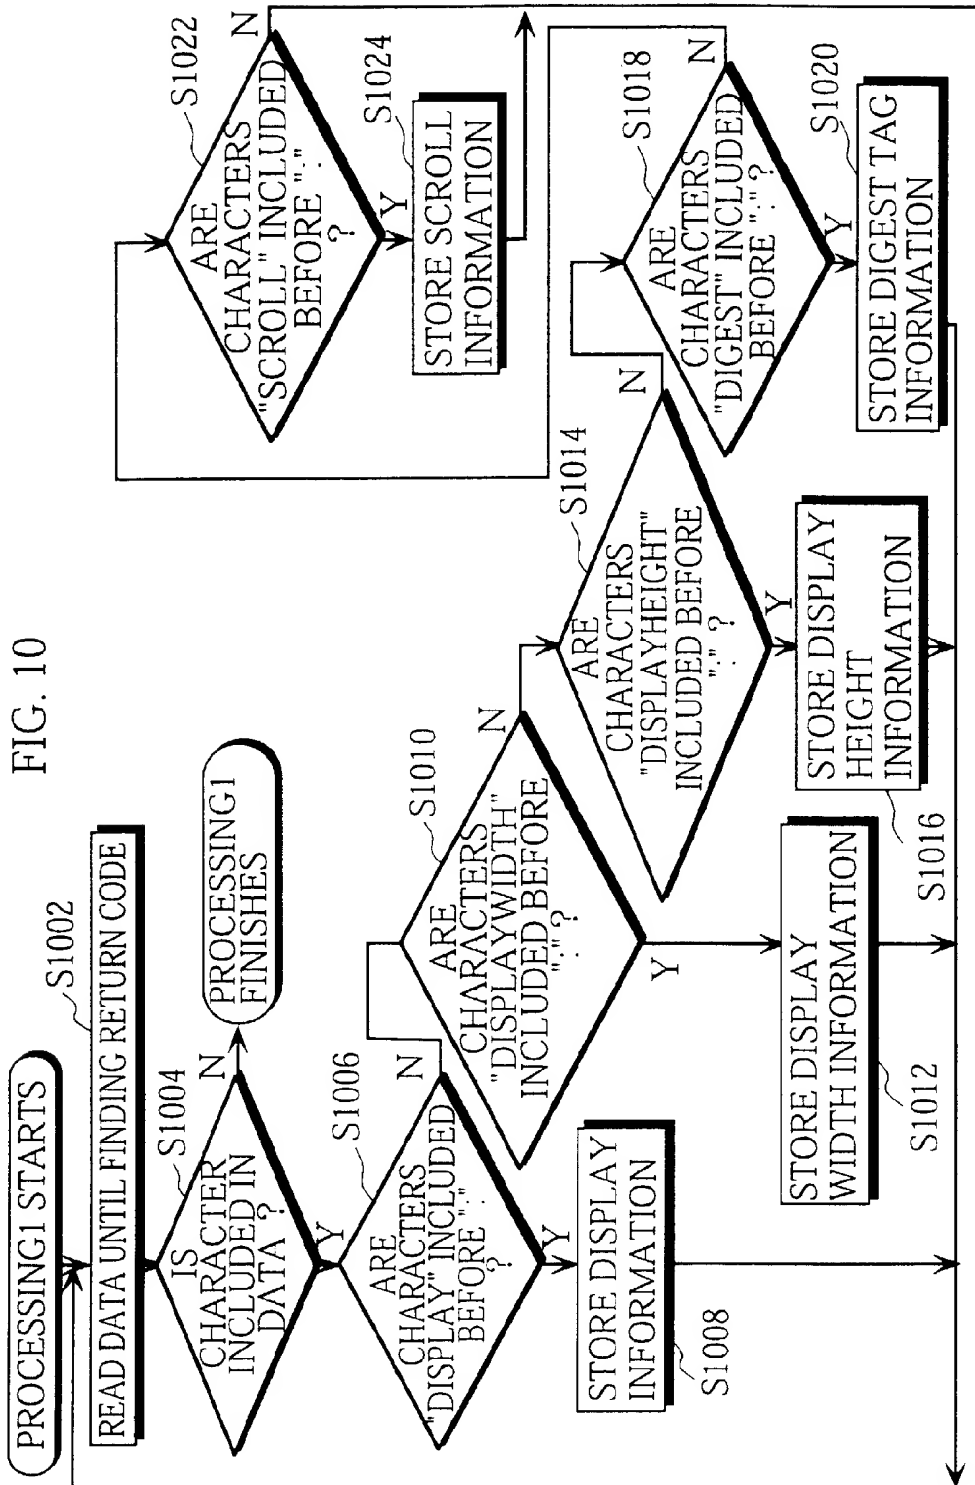 FIG. 10
PROCESSING1 STARTS
S1002
READ DATA UNTIL FINDING RETURN CODE
S1004
IS
CHARACTER
INCLUDED IN
DATA ?
N
PROCESSING1
FINISHES
Y
S1006
ARE
CHARACTERS
"DISPLAY" INCLUDED
BEFORE ":"
?
N
Y
STORE DISPLAY
INFORMATION
S1008
S1010
ARE
CHARACTERS
"DISPLAYWIDTH"
INCLUDED BEFORE
":" ?
N
Y
STORE DISPLAY
WIDTH INFORMATION
S1012
S1014
ARE
CHARACTERS
"DISPLAYHEIGHT"
INCLUDED BEFORE
":" ?
N
Y
STORE DISPLAY
HEIGHT
INFORMATION
S1016
S1018
ARE
CHARACTERS
"DIGEST" INCLUDED
BEFORE ":" ?
N
Y
S1020
STORE DIGEST TAG
INFORMATION
S1022
ARE
CHARACTERS
"SCROLL" INCLUDED
BEFORE ":"
?
N
Y
S1024
STORE SCROLL
INFORMATION